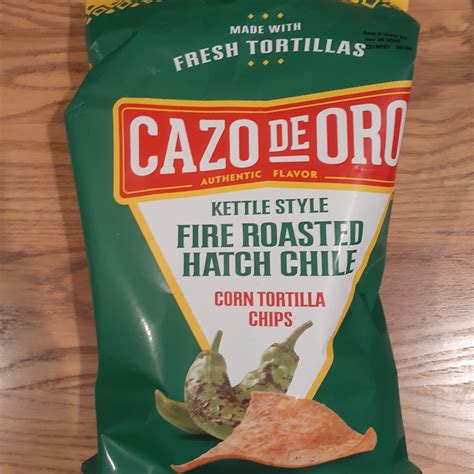 MADE WITH
FRESH TORTILLAS
CAZO DE ORO
AUTHENTIC FLAVOR
KETTLE STYLE
FIRE ROASTED
HATCH CHILE
CORN TORTILLA
CHIPS